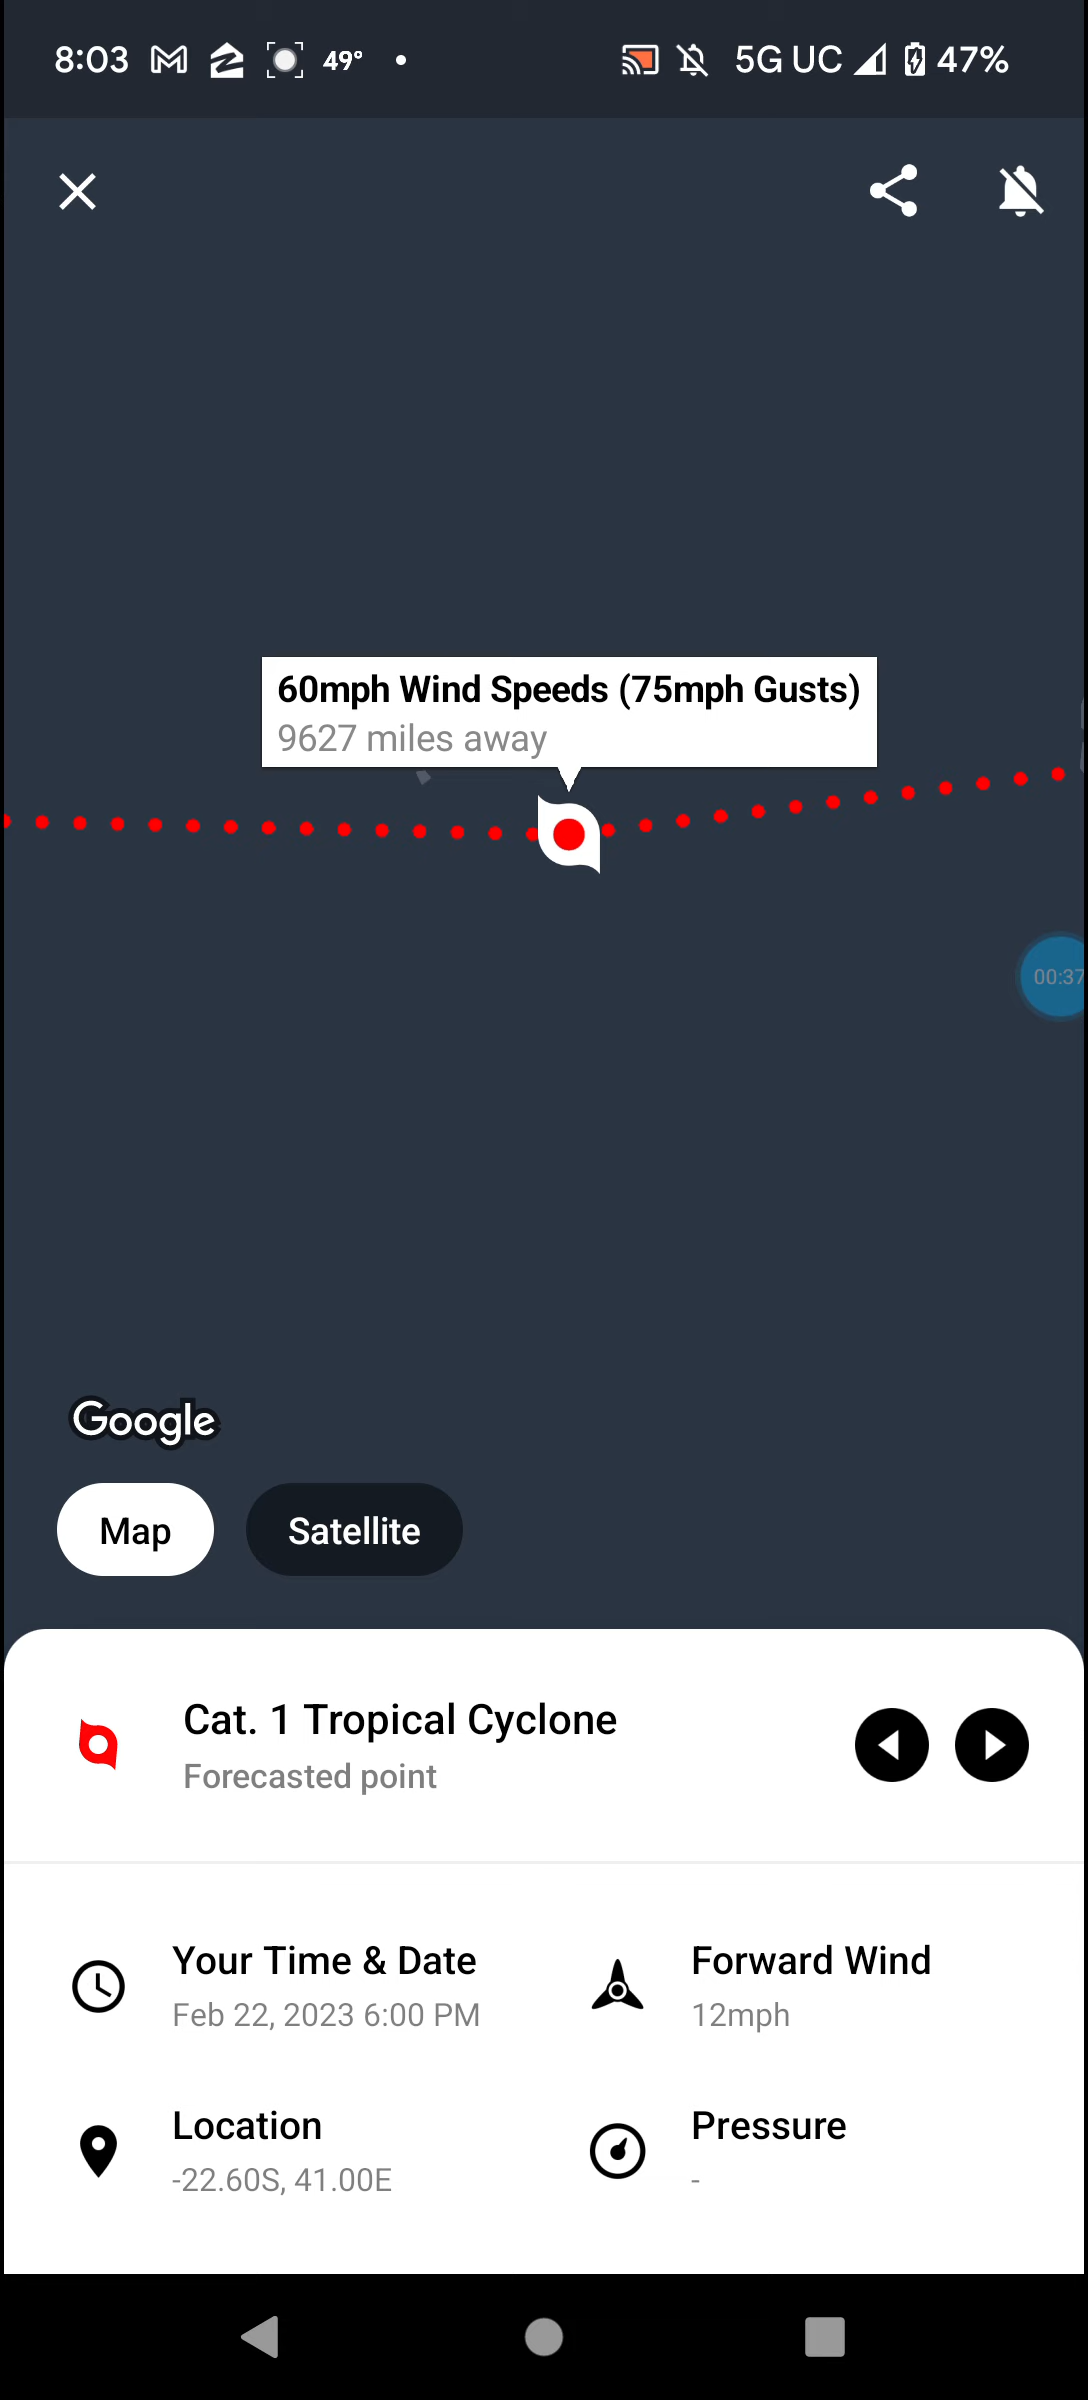 8:03 49° 5G UC 47%
60mph Wind Speeds (75mph Gusts)
9627 miles away
00:37
Google
Map Satellite
Cat. 1 Tropical Cyclone
Forecasted point
Your Time & Date
Feb 22, 2023 6:00 PM
Forward Wind
12mph
Location
-22.60S, 41.00E
Pressure
-